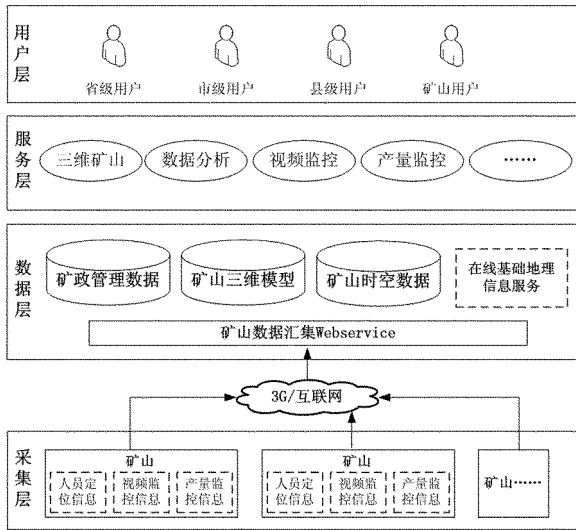 用户层
省级用户 市级用户 县级用户 矿山用户
服务层
三维矿山 数据分析 视频监控 产量监控 ……
数据层
矿政管理数据 矿山三维模型 矿山时空数据
在线基础地理
信息服务
矿山数据汇集Webservice
3G/互联网
采集层
矿山
人员定
位信息
视频监
控信息
产量监
控信息
矿山
人员定
位信息
视频监
控信息
产量监
控信息
矿山……